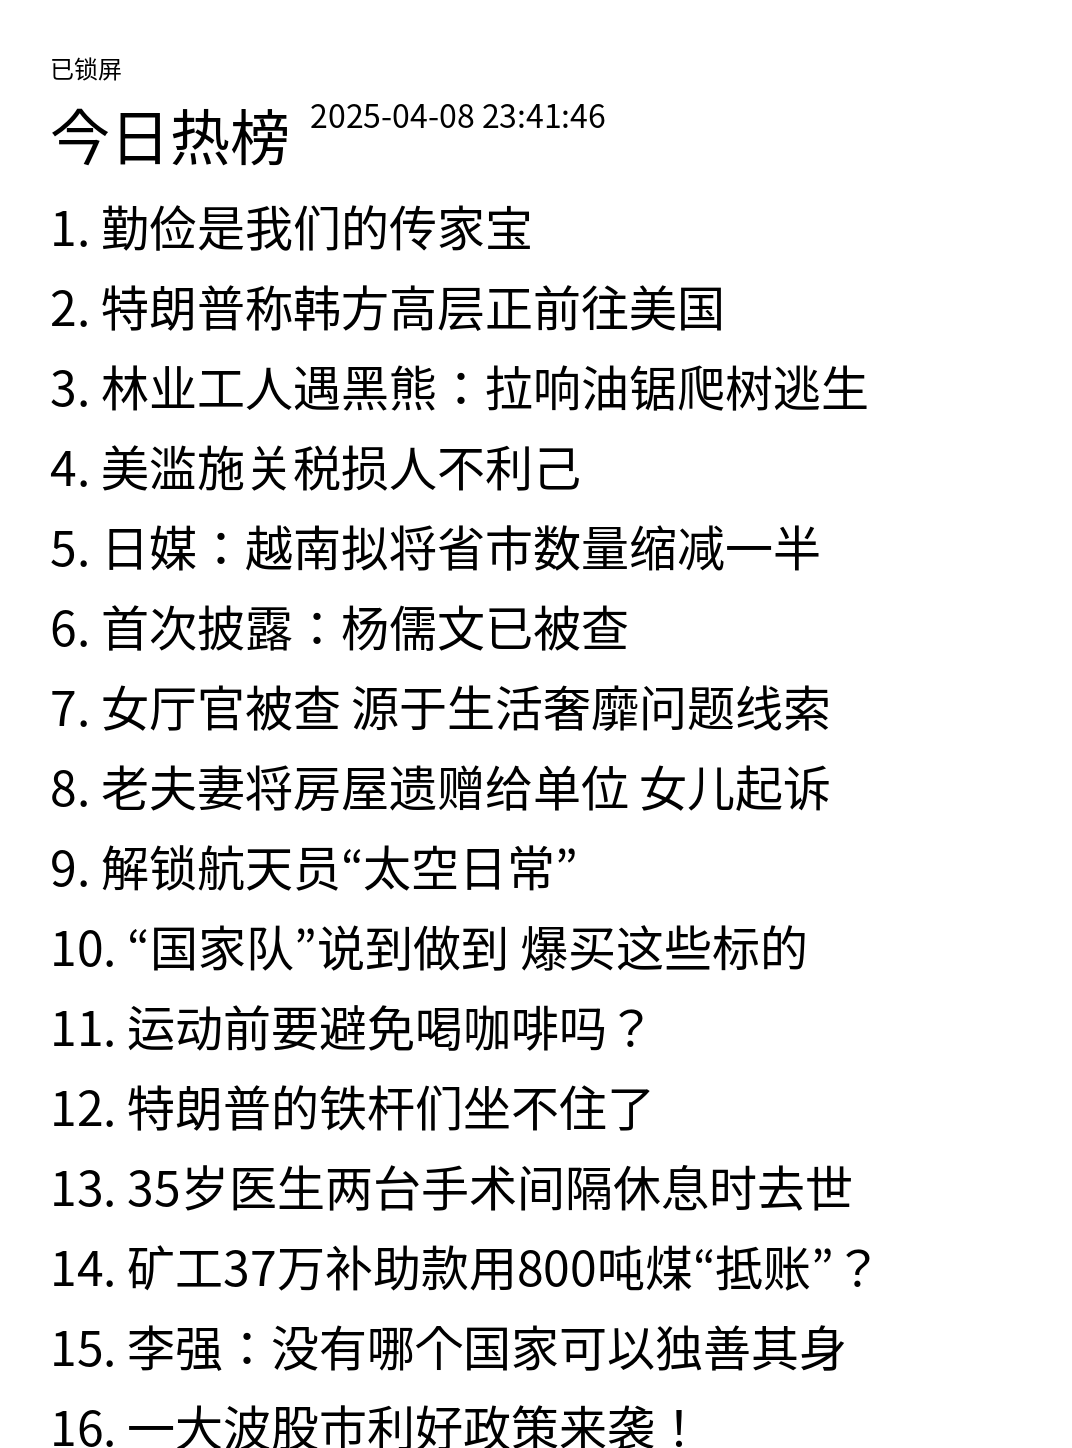 已锁屏
今日热榜 2025-04-08 23:41:46
1. 勤俭是我们的传家宝
2. 特朗普称韩方高层正前往美国
3. 林业工人遇黑熊：拉响油锯爬树逃生
4. 美滥施关税损人不利己
5. 日媒：越南拟将省市数量缩减一半
6. 首次披露：杨儒文已被查
7. 女厅官被查 源于生活奢靡问题线索
8. 老夫妻将房屋遗赠给单位 女儿起诉
9. 解锁航天员“太空日常”
10. “国家队”说到做到 爆买这些标的
11. 运动前要避免喝咖啡吗？
12. 特朗普的铁杆们坐不住了
13. 35岁医生两台手术间隔休息时去世
14. 矿工37万补助款用800吨煤“抵账”？
15. 李强：没有哪个国家可以独善其身
16. 一大波股市利好政策来袭！